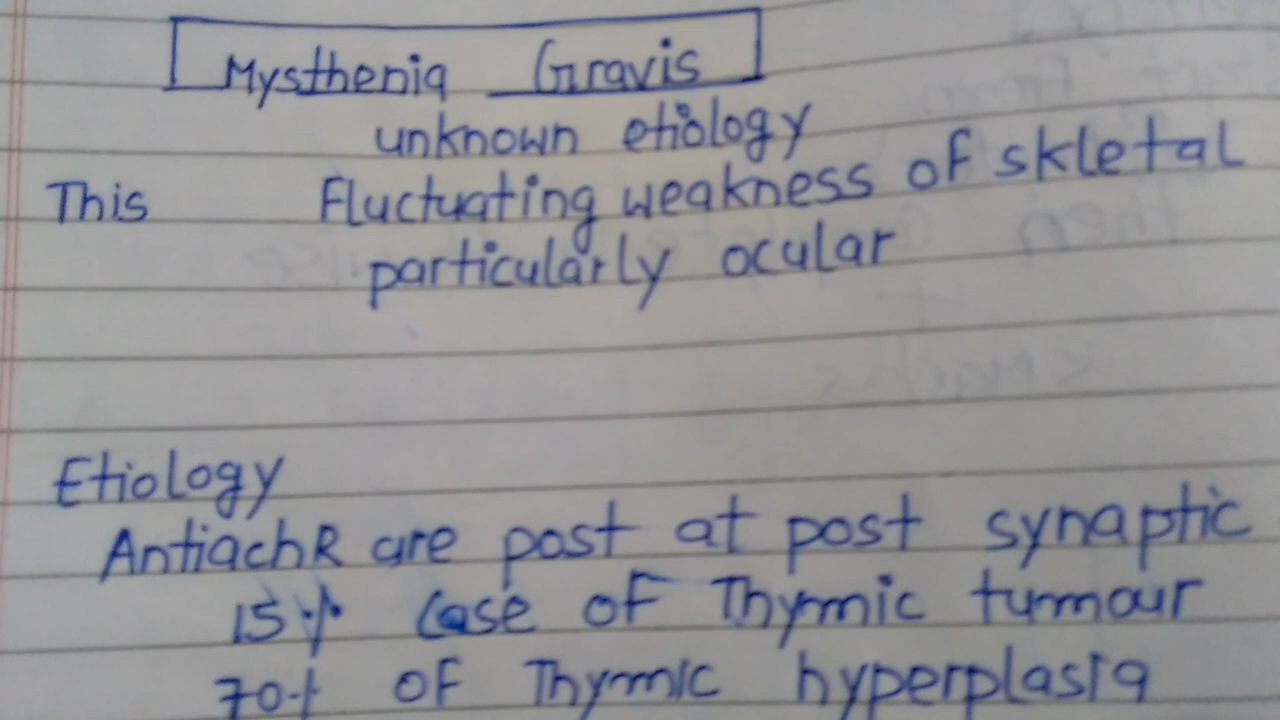 Mysthenia Gravis
unknown etiology
This Fluctuating weakness of skletal
particularly ocular
Etiology
AntiachR are post at post synaptic
15% case of Thymic tumour
70% of Thymic hyperplasia